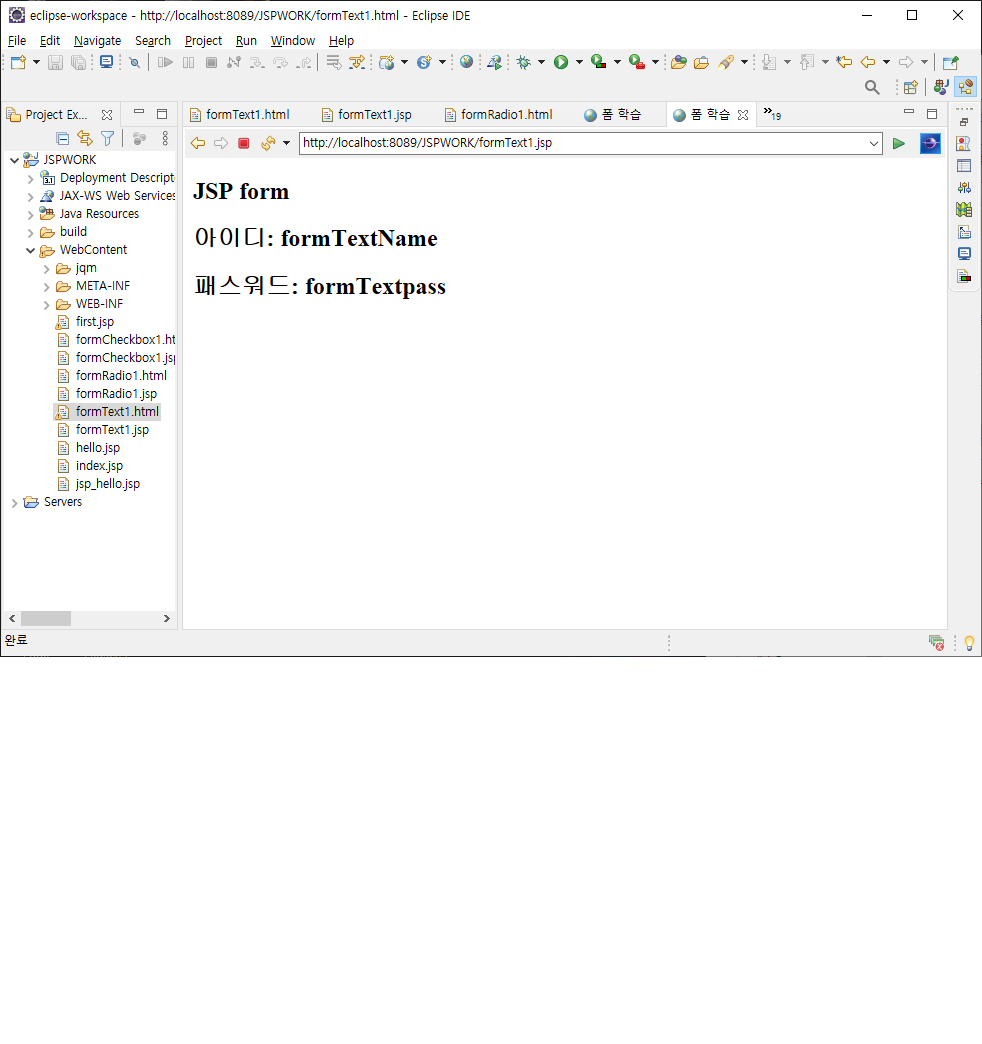 eclipse-workspace - http://localhost:8089/JSPWORK/formText1.html - Eclipse IDE
File Edit Navigate Search Project Run Window Help
Project Ex...
formText1.html formText1.jsp formRadio1.html 폼 학습 폼 학습 »19
http://localhost:8089/JSPWORK/formText1.jsp
JSPWORK
Deployment Descript
JAX-WS Web Services
Java Resources
build
WebContent
jqm
META-INF
WEB-INF
first.jsp
formCheckbox1.ht
formCheckbox1.jsp
formRadio1.html
formRadio1.jsp
formText1.html
formText1.jsp
hello.jsp
index.jsp
jsp_hello.jsp
Servers
JSP form
아이디: formTextName
패스워드: formTextpass
완료